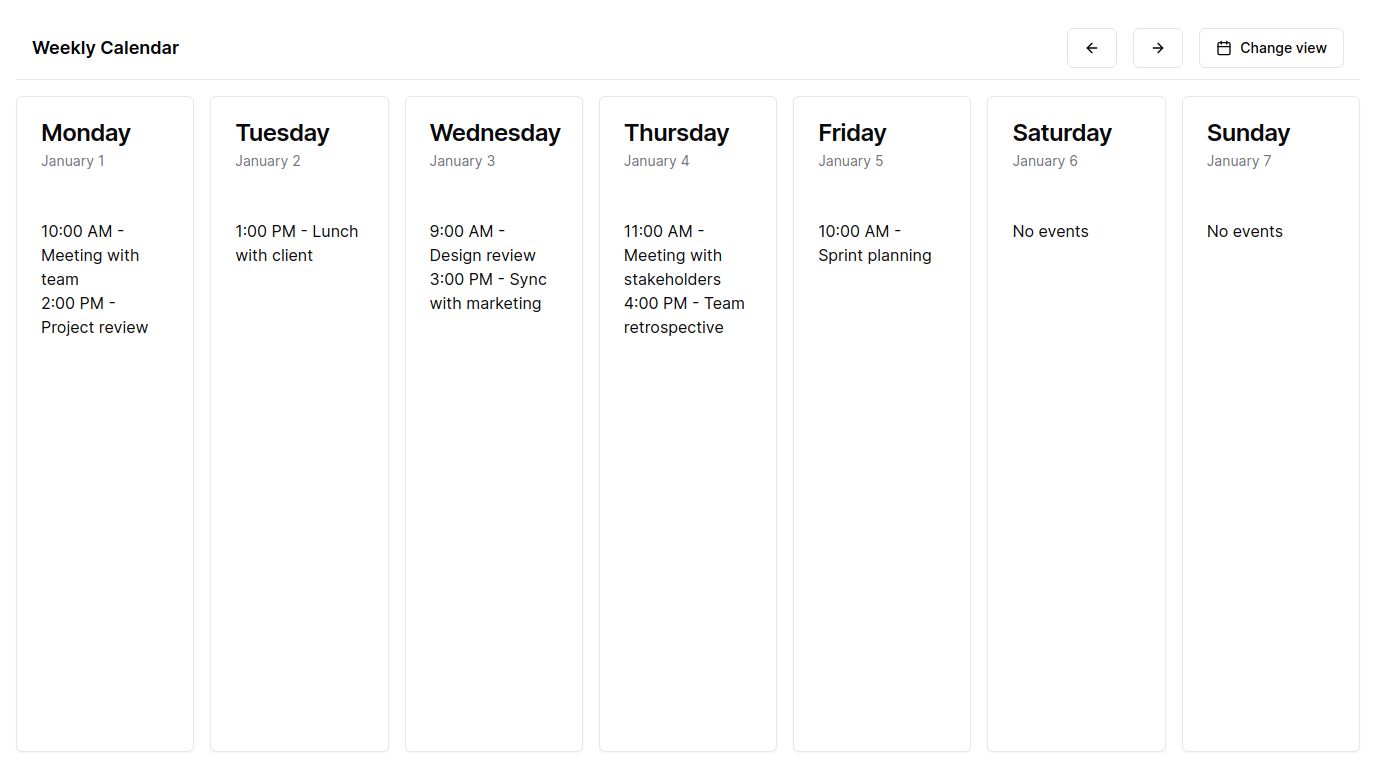 Weekly Calendar
Change view
Monday
January 1
10:00 AM -
Meeting with
team
2:00 PM -
Project review
Tuesday
January 2
1:00 PM - Lunch
with client
Wednesday
January 3
9:00 AM -
Design review
3:00 PM - Sync
with marketing
Thursday
January 4
11:00 AM -
Meeting with
stakeholders
4:00 PM - Team
retrospective
Friday
January 5
10:00 AM -
Sprint planning
Saturday
January 6
No events
Sunday
January 7
No events